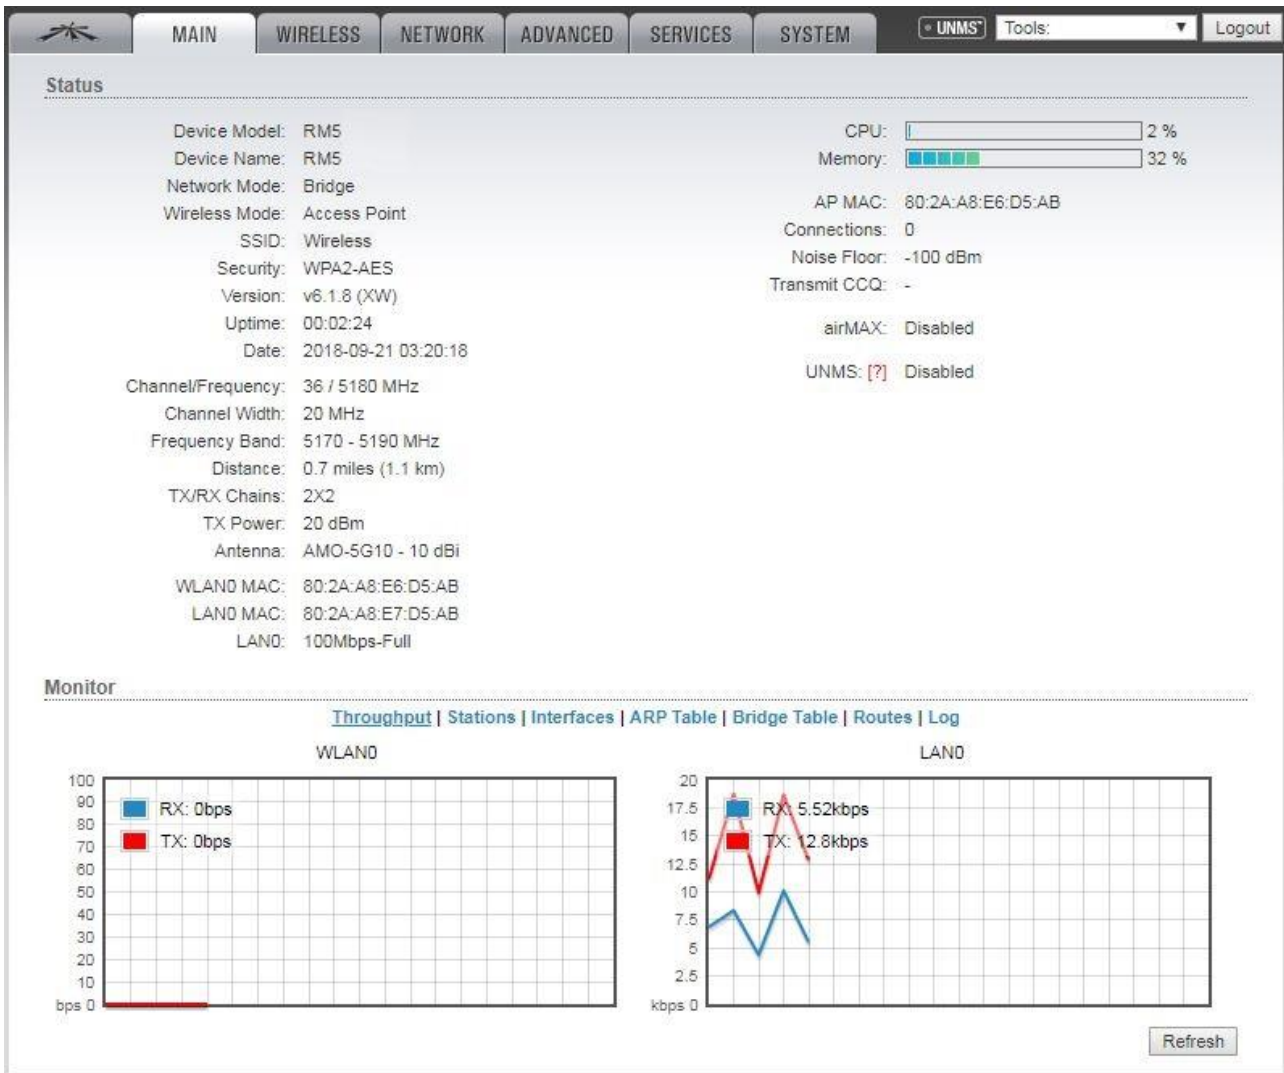 MAIN WIRELESS NETWORK ADVANCED SERVICES SYSTEM UNMS™ Tools: Logout
Status
Device Model: RM5
Device Name: RM5
Network Mode: Bridge
Wireless Mode: Access Point
SSID: Wireless
Security: WPA2-AES
Version: v6.1.8 (XW)
Uptime: 00:02:24
Date: 2018-09-21 03:20:18
Channel/Frequency: 36 / 5180 MHz
Channel Width: 20 MHz
Frequency Band: 5170 - 5190 MHz
Distance: 0.7 miles (1.1 km)
TX/RX Chains: 2X2
TX Power: 20 dBm
Antenna: AMO-5G10 - 10 dBi
WLAN0 MAC: 80:2A:A8:E6:D5:AB
LAN0 MAC: 80:2A:A8:E7:D5:AB
LAN0: 100Mbps-Full
CPU: 2 %
Memory: 32 %
AP MAC: 80:2A:A8:E6:D5:AB
Connections: 0
Noise Floor: -100 dBm
Transmit CCQ: -
airMAX: Disabled
UNMS: [?] Disabled
Monitor
Throughput | Stations | Interfaces | ARP Table | Bridge Table | Routes | Log
WLAN0
100
90
80
70
60
50
40
30
20
10
bps 0
RX: 0bps
TX: 0bps
LAN0
20
17.5
15
12.5
10
7.5
5
2.5
kbps 0
RX: 5.52kbps
TX: 12.8kbps
Refresh